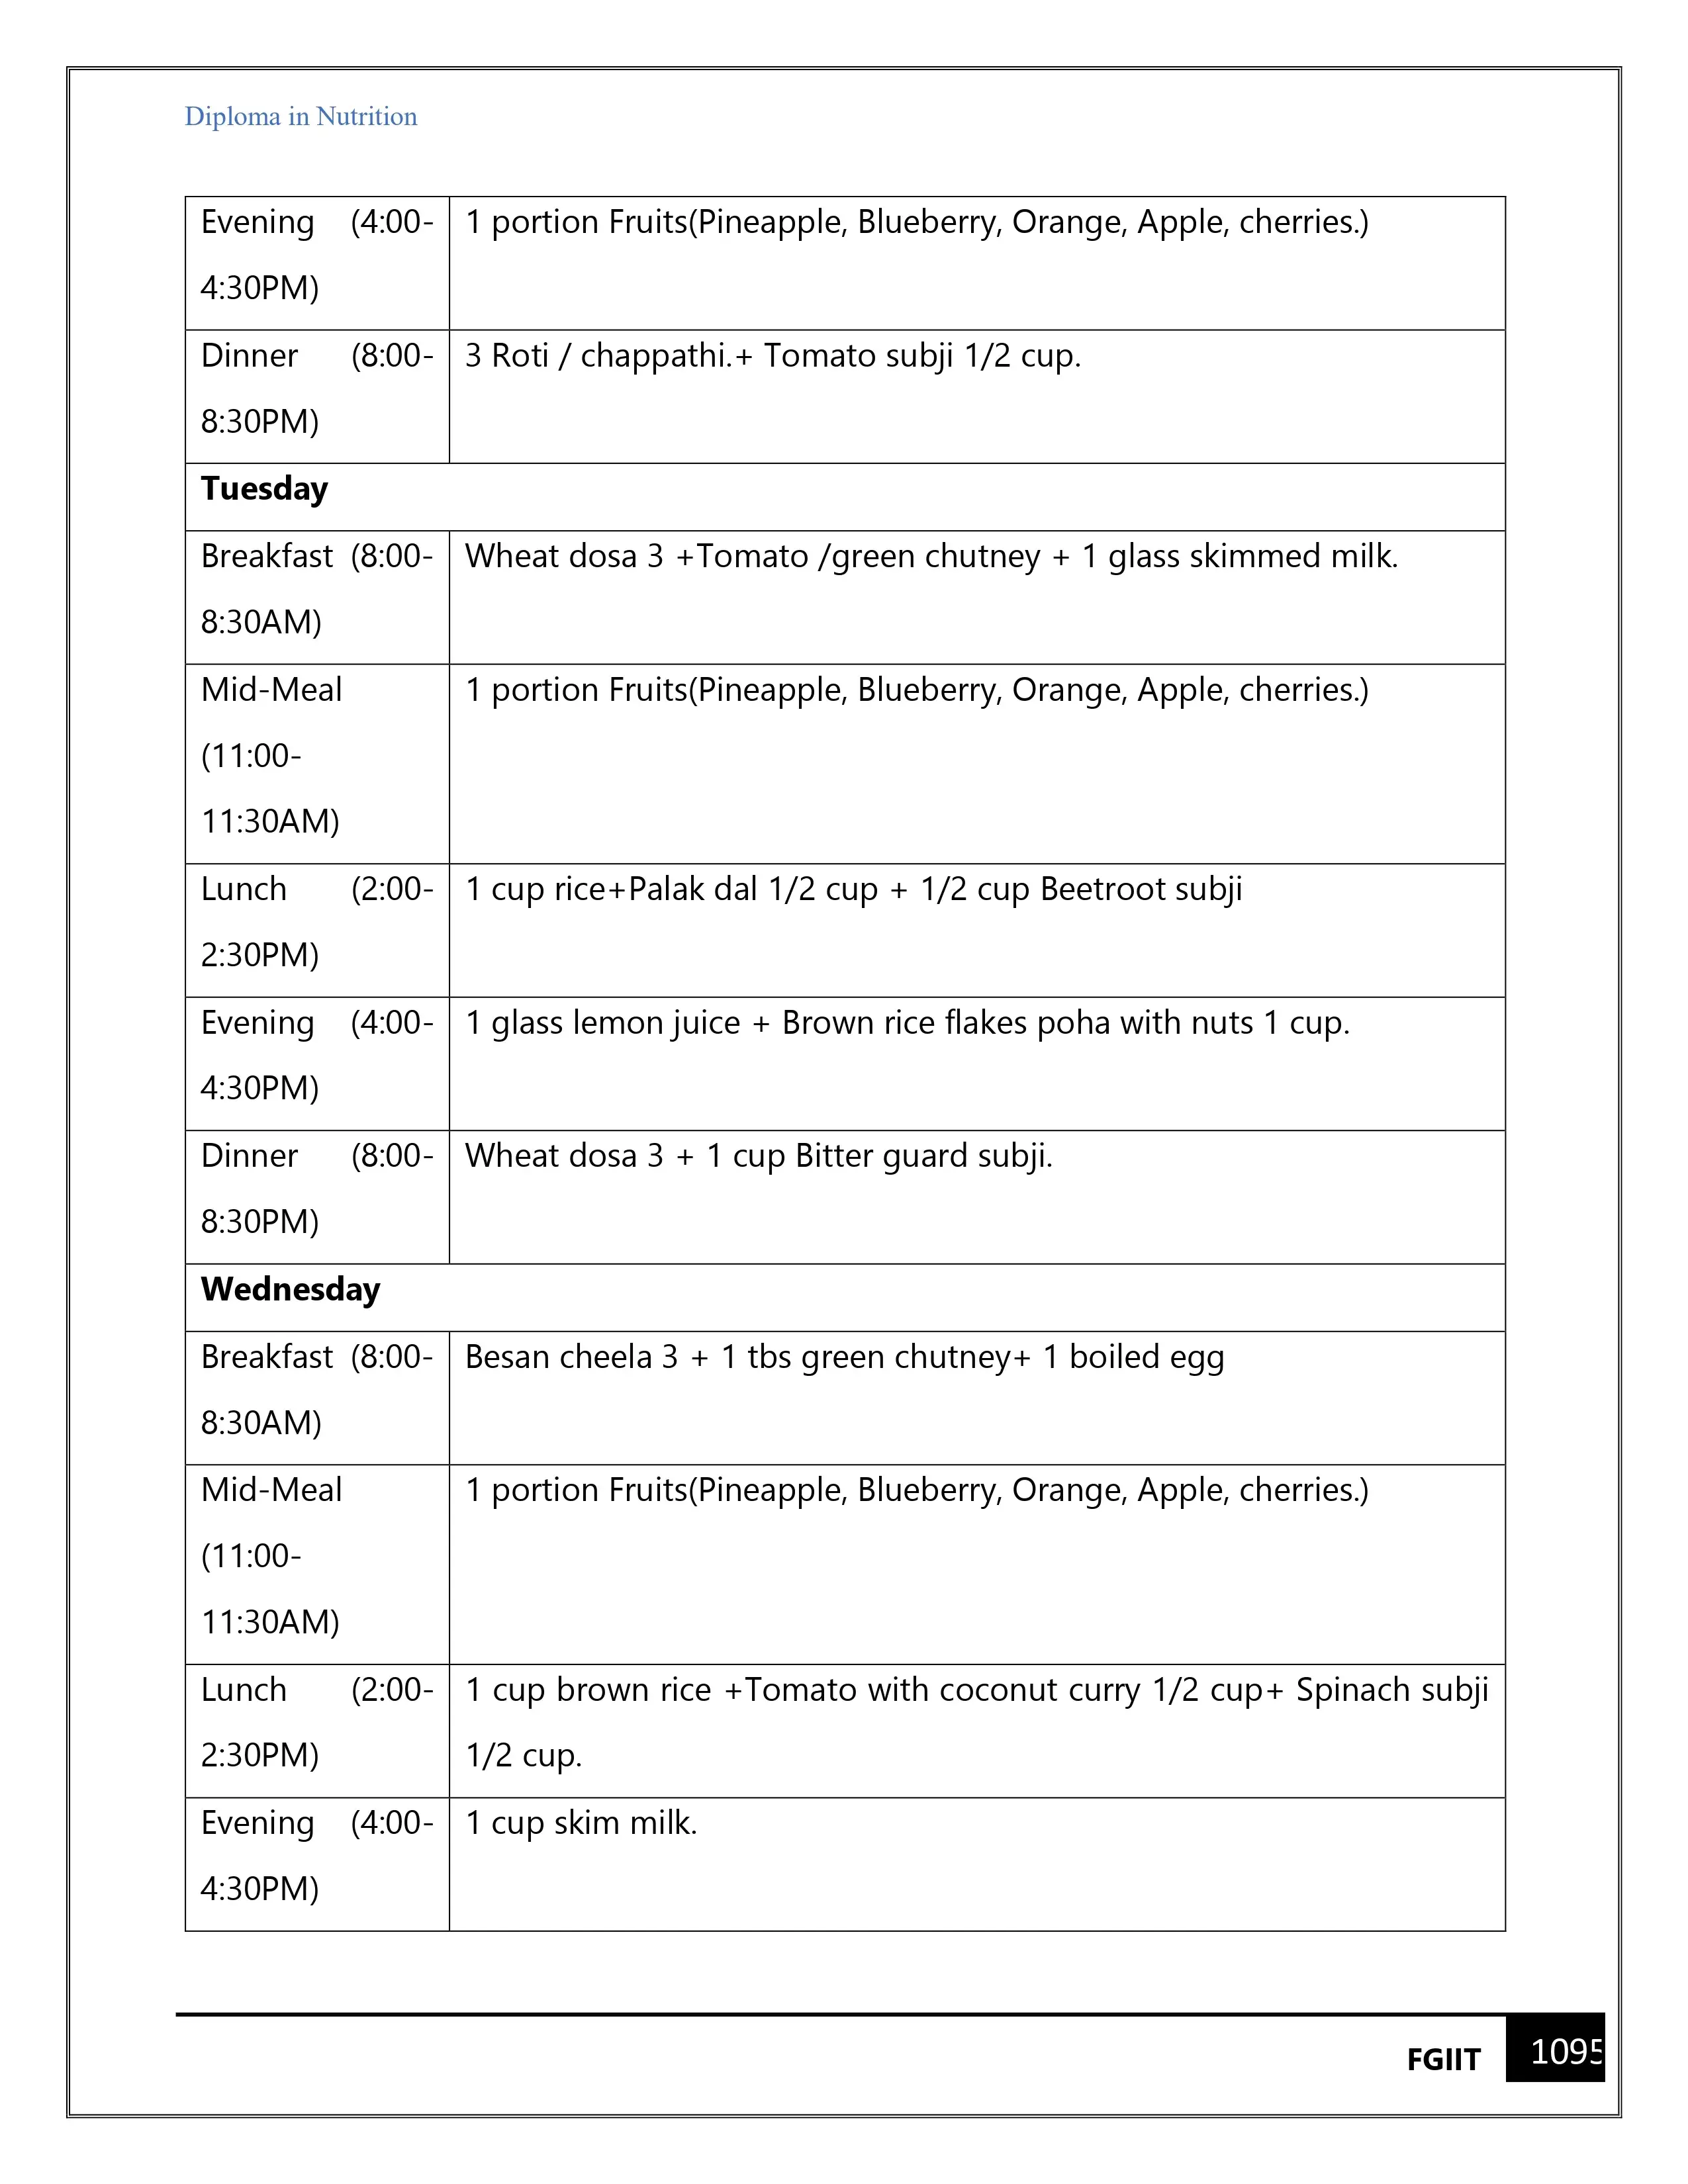 Diploma in Nutrition
Evening (4:00-
4:30PM)
1 portion Fruits(Pineapple, Blueberry, Orange, Apple, cherries.)
Dinner (8:00-
8:30PM)
3 Roti / chappathi.+ Tomato subji 1/2 cup.
Tuesday
Breakfast (8:00-
8:30AM)
Wheat dosa 3 +Tomato /green chutney + 1 glass skimmed milk.
Mid-Meal
(11:00-
11:30AM)
1 portion Fruits(Pineapple, Blueberry, Orange, Apple, cherries.)
Lunch (2:00-
2:30PM)
1 cup rice+Palak dal 1/2 cup + 1/2 cup Beetroot subji
Evening (4:00-
4:30PM)
1 glass lemon juice + Brown rice flakes poha with nuts 1 cup.
Dinner (8:00-
8:30PM)
Wheat dosa 3 + 1 cup Bitter guard subji.
Wednesday
Breakfast (8:00-
8:30AM)
Besan cheela 3 + 1 tbs green chutney+ 1 boiled egg
Mid-Meal
(11:00-
11:30AM)
1 portion Fruits(Pineapple, Blueberry, Orange, Apple, cherries.)
Lunch (2:00-
2:30PM)
1 cup brown rice +Tomato with coconut curry 1/2 cup+ Spinach subji
1/2 cup.
Evening (4:00-
4:30PM)
1 cup skim milk.
FGIIT 1095